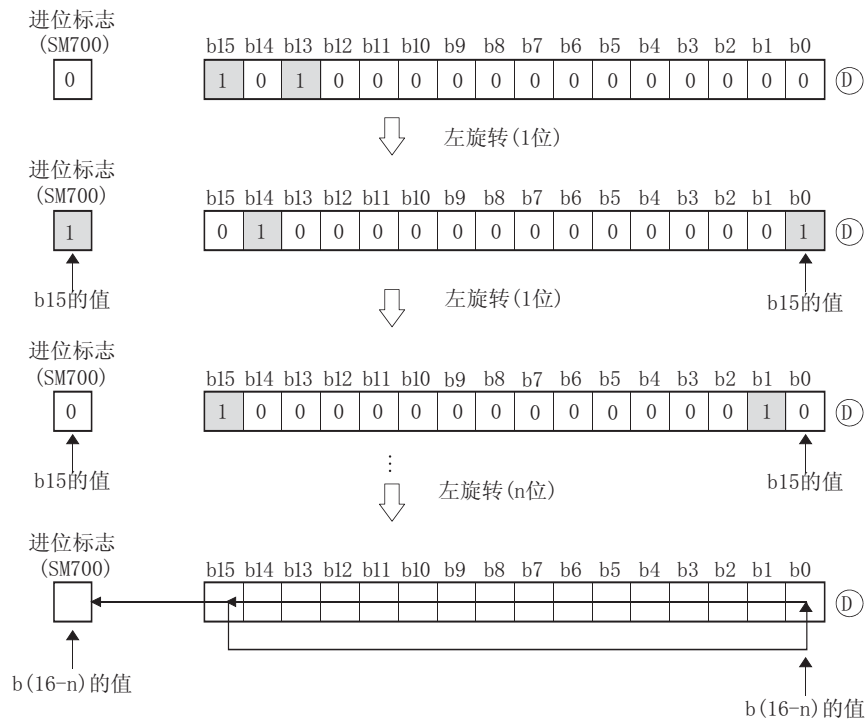 进位标志
(SM700)
b15 b14 b13 b12 b11 b10 b9 b8 b7 b6 b5 b4 b3 b2 b1 b0
0
1 0 1 0 0 0 0 0 0 0 0 0 0 0 0 0 D
左旋转(1位)
进位标志
(SM700)
b15 b14 b13 b12 b11 b10 b9 b8 b7 b6 b5 b4 b3 b2 b1 b0
1
0 1 0 0 0 0 0 0 0 0 0 0 0 0 0 1 D
b15的值
左旋转(1位)
b15的值
进位标志
(SM700)
b15 b14 b13 b12 b11 b10 b9 b8 b7 b6 b5 b4 b3 b2 b1 b0
0
1 0 0 0 0 0 0 0 0 0 0 0 0 0 1 0 D
b15的值
⋮
左旋转(n位)
b15的值
进位标志
(SM700)
b15 b14 b13 b12 b11 b10 b9 b8 b7 b6 b5 b4 b3 b2 b1 b0
D
b(16-n)的值
b(16-n)的值